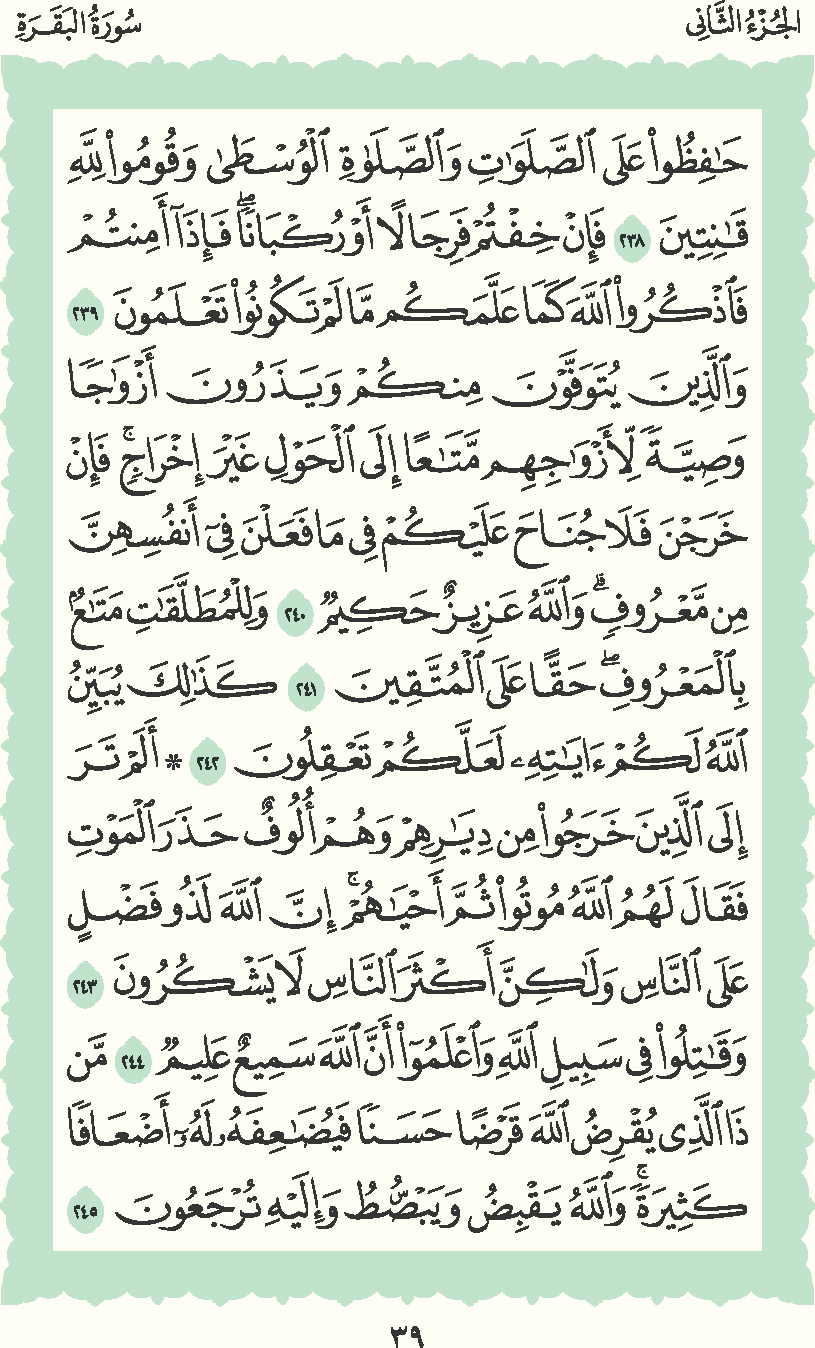 الجُزْءُ الثَّانِي
سُورَةُ البَقَرَةِ
حَٰفِظُواْ عَلَى ٱلصَّلَوَٰتِ وَٱلصَّلَوٰةِ ٱلۡوُسۡطَىٰ وَقُومُواْ لِلَّهِ
قَٰنِتِينَ ٢٣٨ فَإِنۡ خِفۡتُمۡ فَرِجَالًا أَوۡ رُكۡبَانٗاۖ فَإِذَآ أَمِنتُمۡ
فَٱذۡكُرُواْ ٱللَّهَ كَمَا عَلَّمَكُم مَّا لَمۡ تَكُونُواْ تَعۡلَمُونَ ٢٣٩
وَٱلَّذِينَ يُتَوَفَّوۡنَ مِنكُمۡ وَيَذَرُونَ أَزۡوَٰجٗا
وَصِيَّةٗ لِّأَزۡوَٰجِهِم مَّتَٰعًا إِلَى ٱلۡحَوۡلِ غَيۡرَ إِخۡرَاجٖۚ فَإِنۡ
خَرَجۡنَ فَلَا جُنَاحَ عَلَيۡكُمۡ فِي مَا فَعَلۡنَ فِيٓ أَنفُسِهِنَّ
مِن مَّعۡرُوفٖۗ وَٱللَّهُ عَزِيزٌ حَكِيمٞ ٢٤٠ وَلِلۡمُطَلَّقَٰتِ مَتَٰعُۢ
بِٱلۡمَعۡرُوفِۖ حَقًّا عَلَى ٱلۡمُتَّقِينَ ٢٤١ كَذَٰلِكَ يُبَيِّنُ
ٱللَّهُ لَكُمۡ ءَايَٰتِهِۦ لَعَلَّكُمۡ تَعۡقِلُونَ ٢٤٢ * أَلَمۡ تَرَ
إِلَى ٱلَّذِينَ خَرَجُواْ مِن دِيَٰرِهِمۡ وَهُمۡ أُلُوفٌ حَذَرَ ٱلۡمَوۡتِ
فَقَالَ لَهُمُ ٱللَّهُ مُوتُواْ ثُمَّ أَحۡيَٰهُمۡۚ إِنَّ ٱللَّهَ لَذُو فَضۡلٍ
عَلَى ٱلنَّاسِ وَلَٰكِنَّ أَكۡثَرَ ٱلنَّاسِ لَا يَشۡكُرُونَ ٢٤٣
وَقَٰتِلُواْ فِي سَبِيلِ ٱللَّهِ وَٱعۡلَمُوٓاْ أَنَّ ٱللَّهَ سَمِيعٌ عَلِيمٞ ٢٤٤ مَّن
ذَا ٱلَّذِي يُقۡرِضُ ٱللَّهَ قَرۡضًا حَسَنٗا فَيُضَٰعِفَهُۥ لَهُۥٓ أَضۡعَافٗا
كَثِيرَةٗۚ وَٱللَّهُ يَقۡبِضُ وَيَبۡصُۜطُ وَإِلَيۡهِ تُرۡجَعُونَ ٢٤٥
٣٩